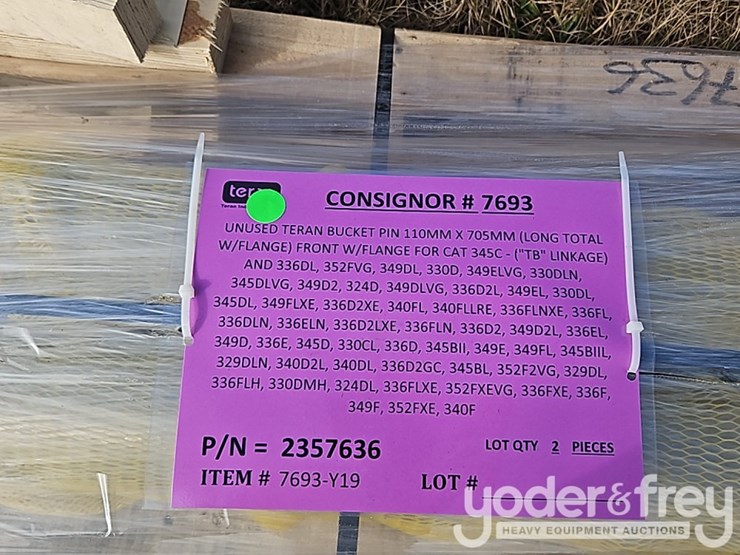 7636
ter
CONSIGNOR # 7693
UNUSED TERAN BUCKET PIN 110MM X 705MM (LONG TOTAL
W/FLANGE) FRONT W/FLANGE FOR CAT 345C - ("TB" LINKAGE)
AND 336DL, 352FVG, 349DL, 330D, 349ELVG, 330DLN,
345DLVG, 349D2, 324D, 349DLVG, 336D2L, 349EL, 330DL,
345DL, 349FLXE, 336D2XE, 340FL, 340FLLRE, 336FLNXE, 336FL,
336DLN, 336ELN, 336D2LXE, 336FLN, 336D2, 349D2L, 336EL,
349D, 336E, 345D, 330CL, 336D, 345BII, 349E, 349FL, 345BIIL,
329DLN, 340D2L, 340DL, 336D2GC, 345BL, 352F2VG, 329DL,
336FLH, 330DMH, 324DL, 336FLXE, 352FXEVG, 336FXE, 336F,
349F, 352FXE, 340F
P/N = 2357636 LOT QTY 2 PIECES
ITEM # 7693-Y19 LOT #
yoder&frey
HEAVY EQUIPMENT AUCTIONS